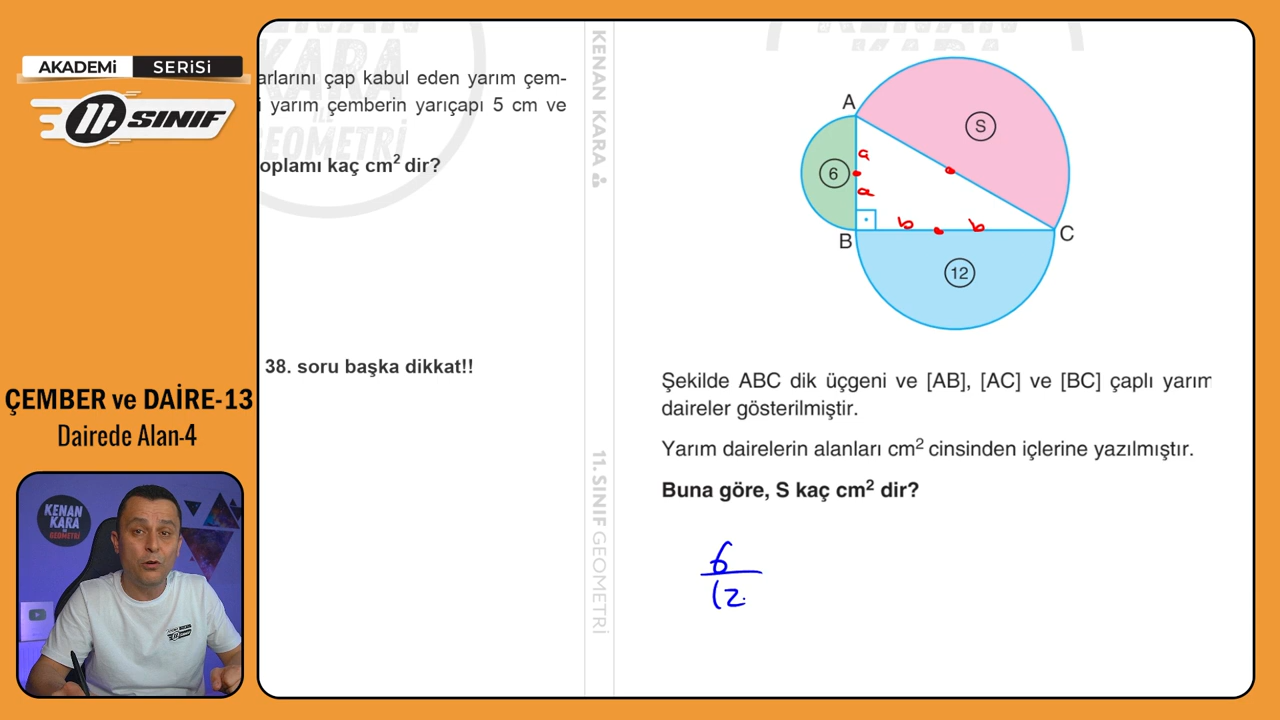 AKADEMİ SERİSİ
11. SINIF
ÇEMBER ve DAİRE-13
Dairede Alan-4
KENAN
KARA
ile
GEOMETRİ
arlarını çap kabul eden yarım çem-
i yarım çemberin yarıçapı 5 cm ve
oplamı kaç cm² dir?
38. soru başka dikkat!!
KENAN KARA
11. SINIF GEOMETRİ
A
S
a
6
a
b
b
B
C
12
Şekilde ABC dik üçgeni ve [AB], [AC] ve [BC] çaplı yarım
daireler gösterilmiştir.
Yarım dairelerin alanları cm² cinsinden içlerine yazılmıştır.
Buna göre, S kaç cm² dir?
6
12